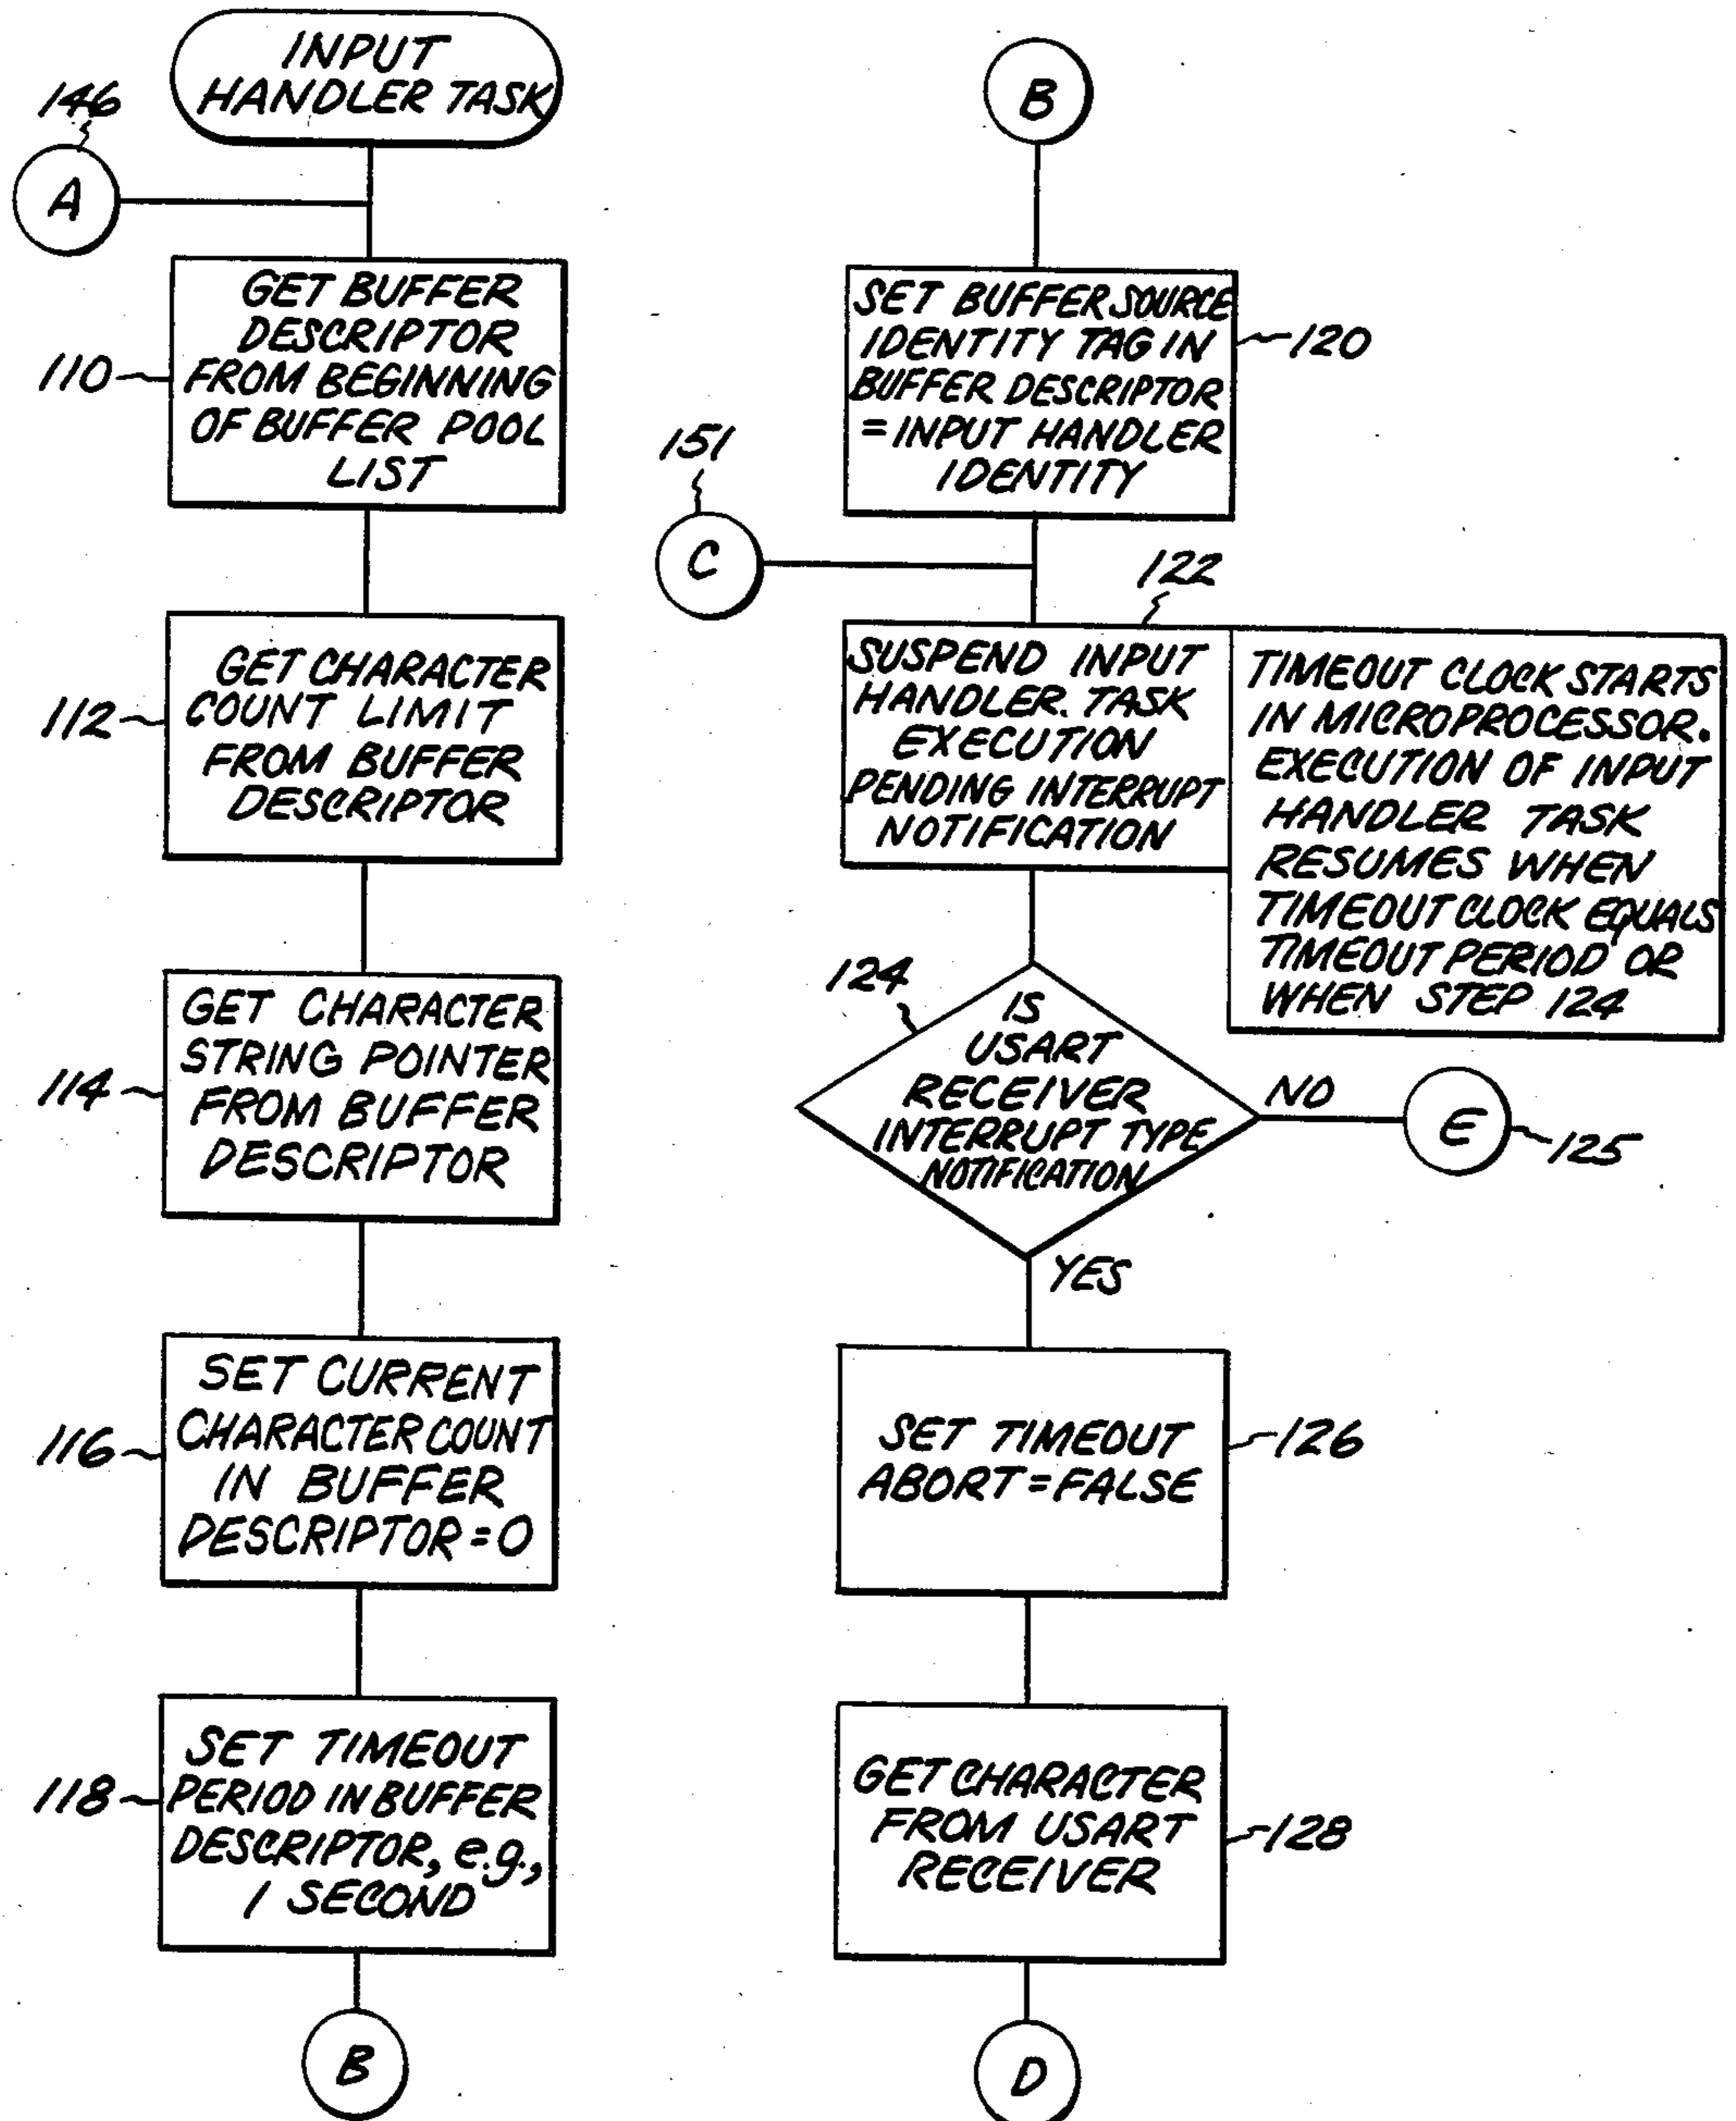 INPUT
HANDLER TASK
146
A
GET BUFFER
DESCRIPTOR
FROM BEGINNING
OF BUFFER POOL
LIST
110
GET CHARACTER
COUNT LIMIT
FROM BUFFER
DESCRIPTOR
112
GET CHARACTER
STRING POINTER
FROM BUFFER
DESCRIPTOR
114
SET CURRENT
CHARACTER COUNT
IN BUFFER
DESCRIPTOR = 0
116
SET TIMEOUT
PERIOD IN BUFFER
DESCRIPTOR, e.g.,
1 SECOND
118
B
B
SET BUFFER SOURCE
IDENTITY TAG IN
BUFFER DESCRIPTOR
= INPUT HANDLER
IDENTITY
120
151
C
122
SUSPEND INPUT
HANDLER. TASK
EXECUTION
PENDING INTERRUPT
NOTIFICATION
TIMEOUT CLOCK STARTS
IN MICROPROCESSOR.
EXECUTION OF INPUT
HANDLER TASK
RESUMES WHEN
TIMEOUT CLOCK EQUALS
TIMEOUT PERIOD OR
WHEN STEP 124
124
IS
USART
RECEIVER
INTERRUPT TYPE
NOTIFICATION
NO
E
125
YES
SET TIMEOUT
ABORT = FALSE
126
GET CHARACTER
FROM USART
RECEIVER
128
D